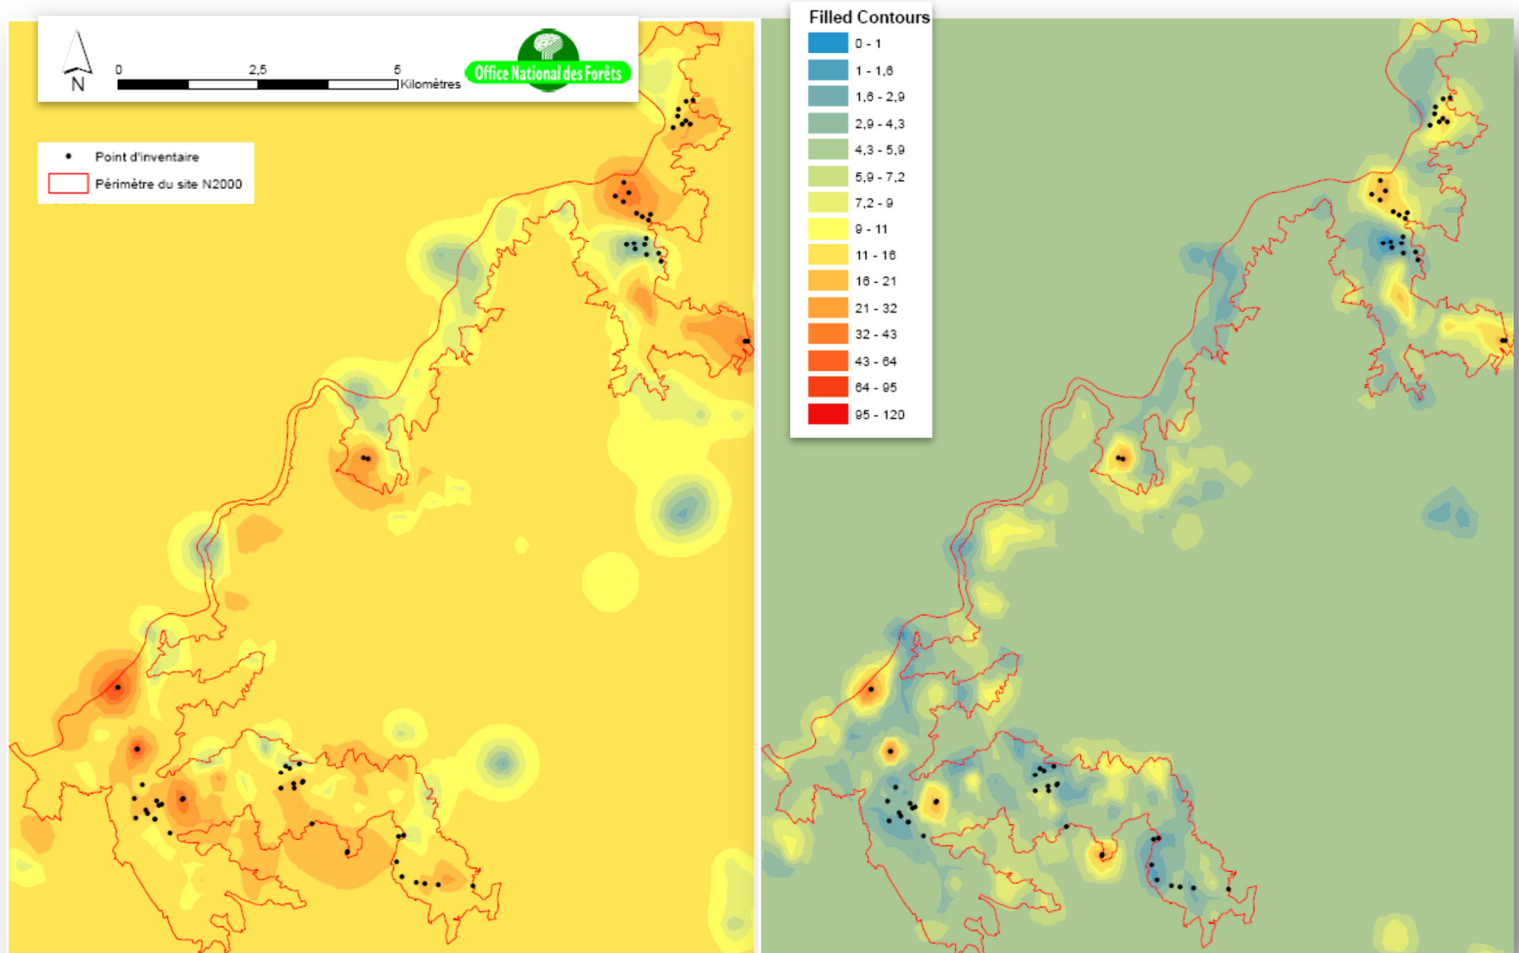 N
0
2,5
5
Kilomètres
Office National des Forêts
Point d'inventaire
Périmètre du site N2000
Filled Contours
0 - 1
1 - 1,6
1,6 - 2,9
2,9 - 4,3
4,3 - 5,9
5,9 - 7,2
7,2 - 9
9 - 11
11 - 16
16 - 21
21 - 32
32 - 43
43 - 64
64 - 95
95 - 120